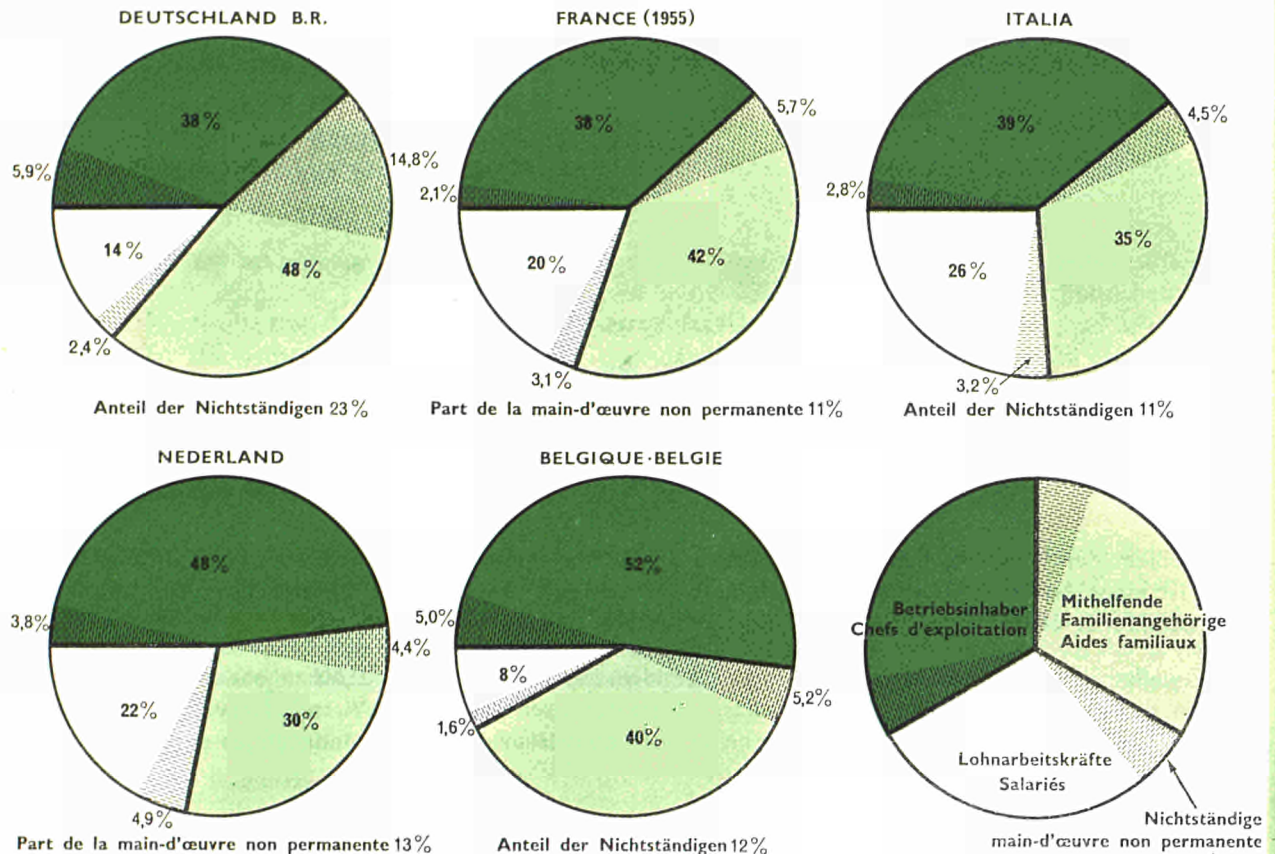 DEUTSCHLAND B.R.
38%
5,9%
14,8%
14%
48%
2,4%
Anteil der Nichtständigen 23%
FRANCE (1955)
38%
5,7%
2,1%
20%
42%
3,1%
Part de la main-d'œuvre non permanente 11%
ITALIA
39%
4,5%
2,8%
26%
35%
3,2%
Anteil der Nichtständigen 11%
NEDERLAND
48%
3,8%
4,4%
22%
30%
4,9%
Part de la main-d'œuvre non permanente 13%
BELGIQUE·BELGIE
52%
5,0%
8%
5,2%
1,6%
40%
Anteil der Nichtständigen 12%
Betriebsinhaber
Chefs d'exploitation
Mithelfende
Familienangehörige
Aides familiaux
Lohnarbeitskräfte
Salariés
Nichtständige
main-d'œuvre non permanente